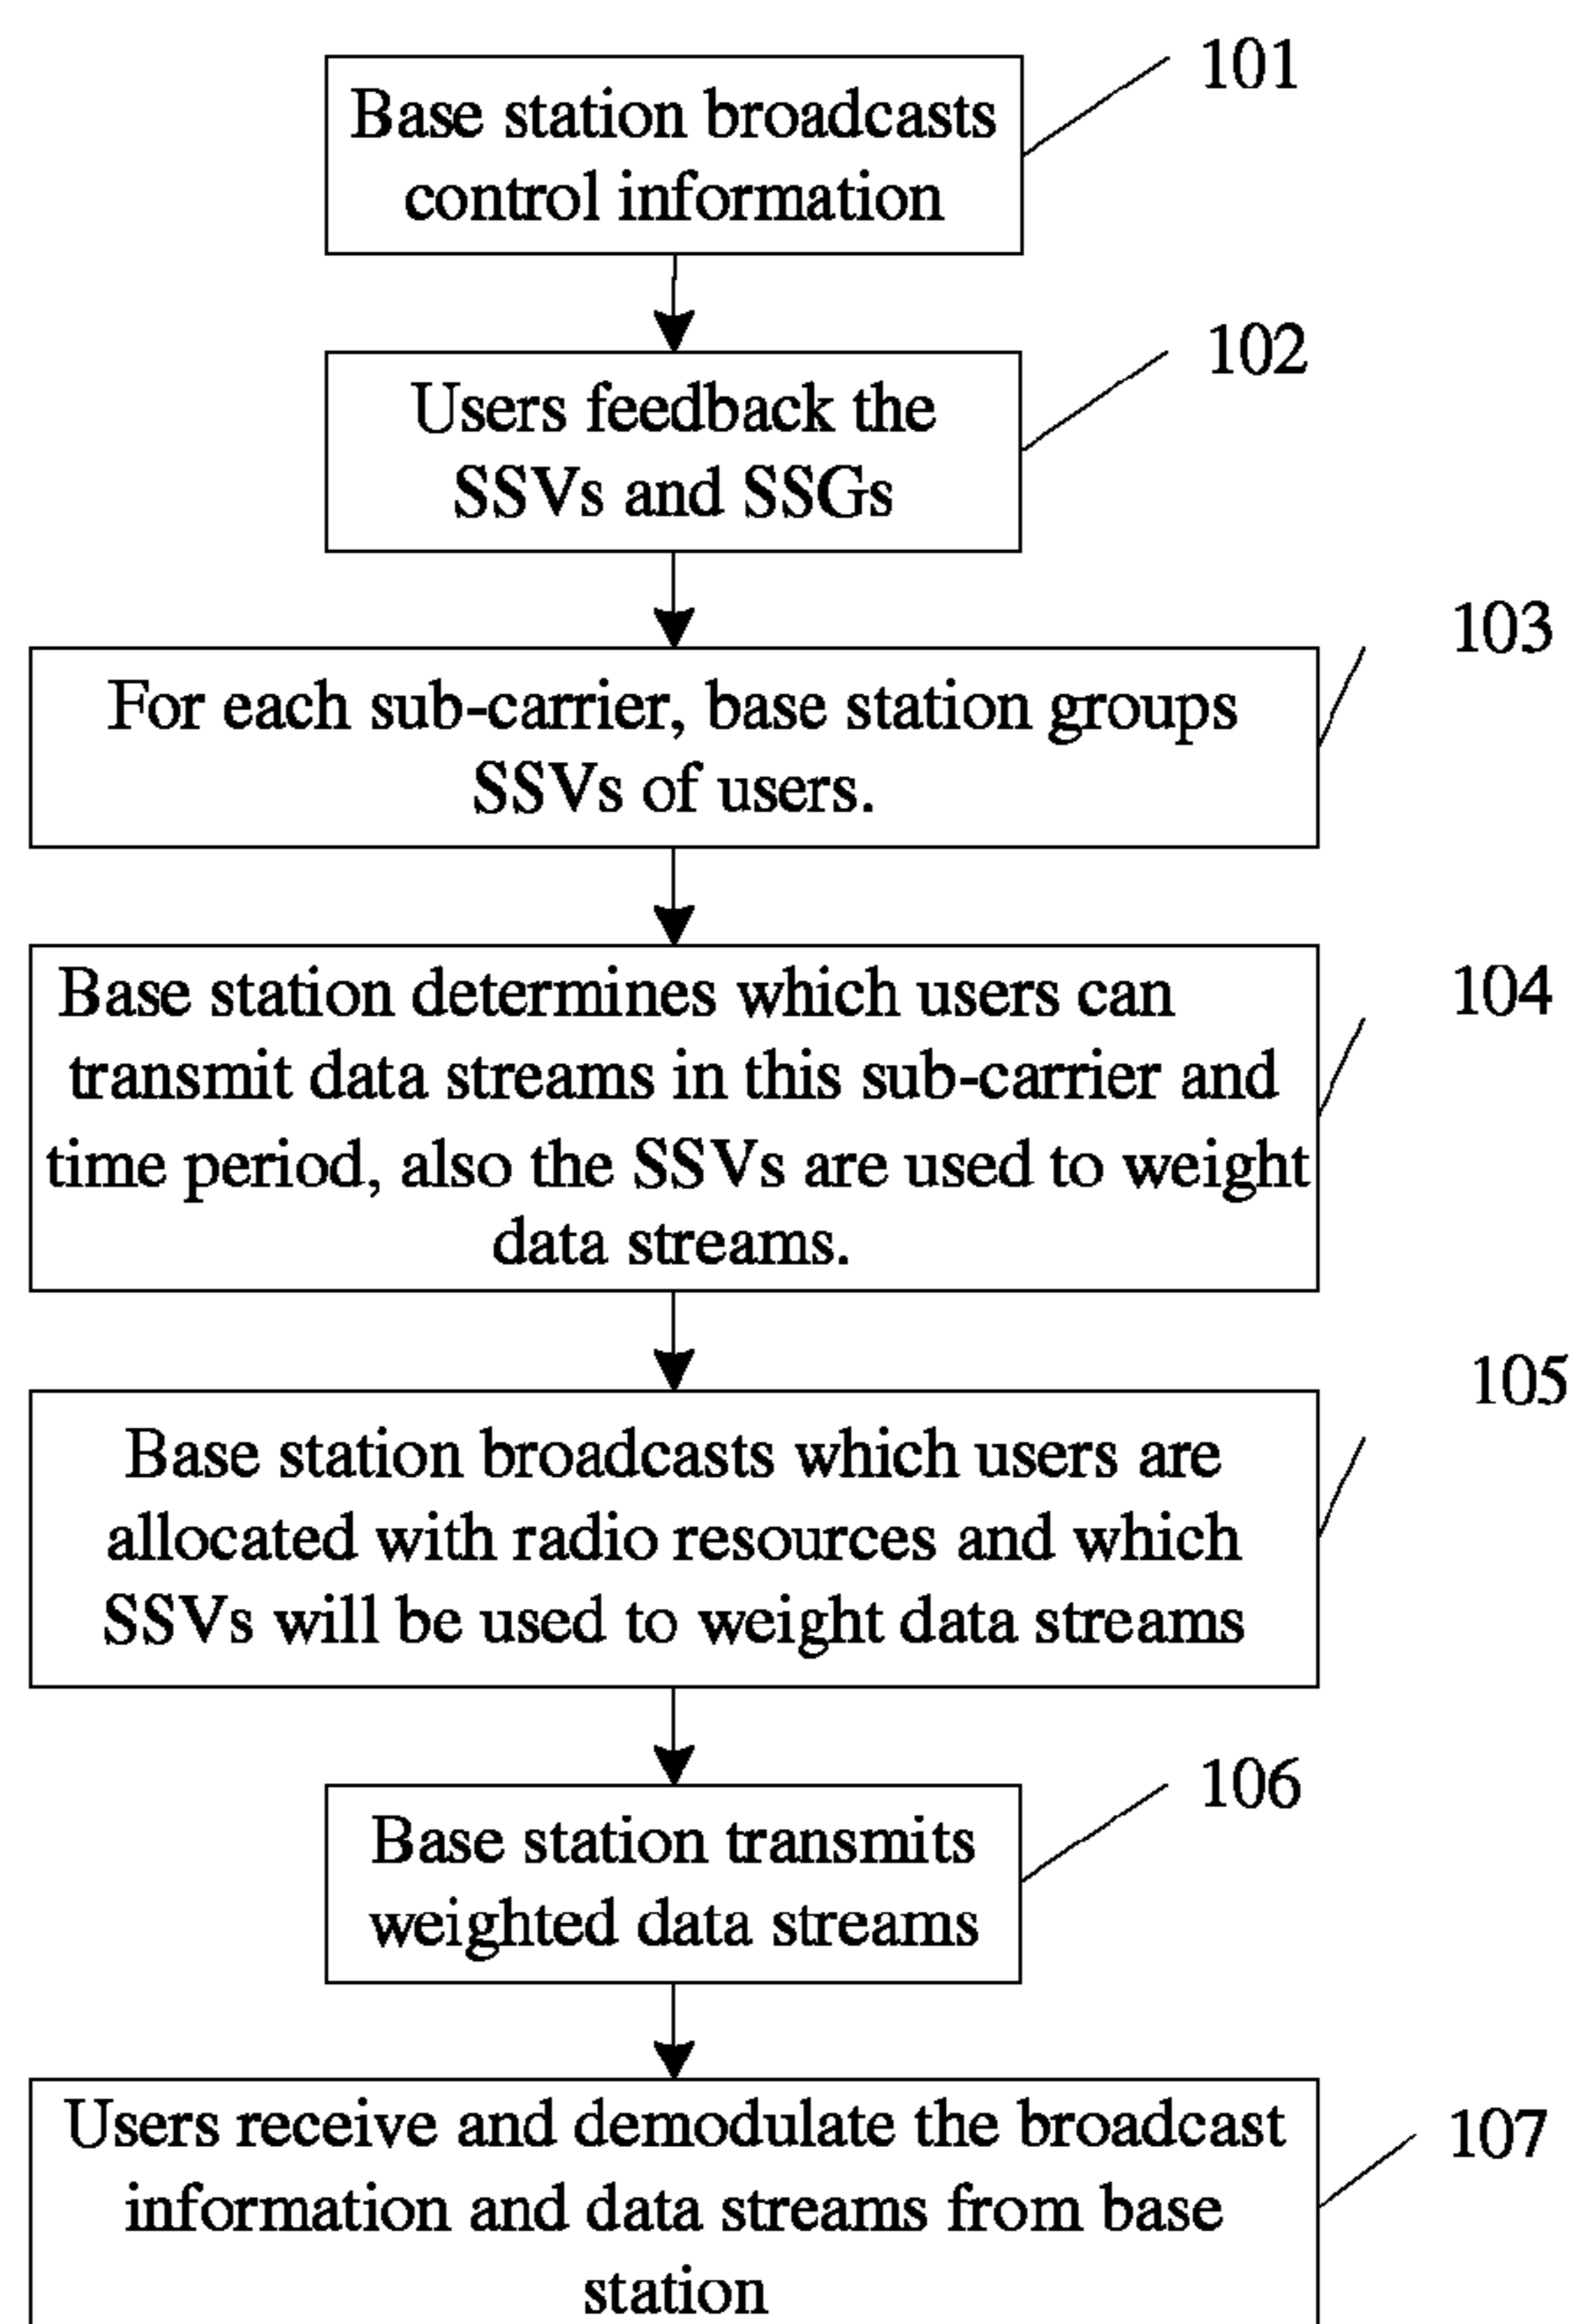 101
Base station broadcasts
control information
102
Users feedback the
SSVs and SSGs
103
For each sub-carrier, base station groups
SSVs of users.
104
Base station determines which users can
transmit data streams in this sub-carrier and
time period, also the SSVs are used to weight
data streams.
105
Base station broadcasts which users are
allocated with radio resources and which
SSVs will be used to weight data streams
106
Base station transmits
weighted data streams
107
Users receive and demodulate the broadcast
information and data streams from base
station